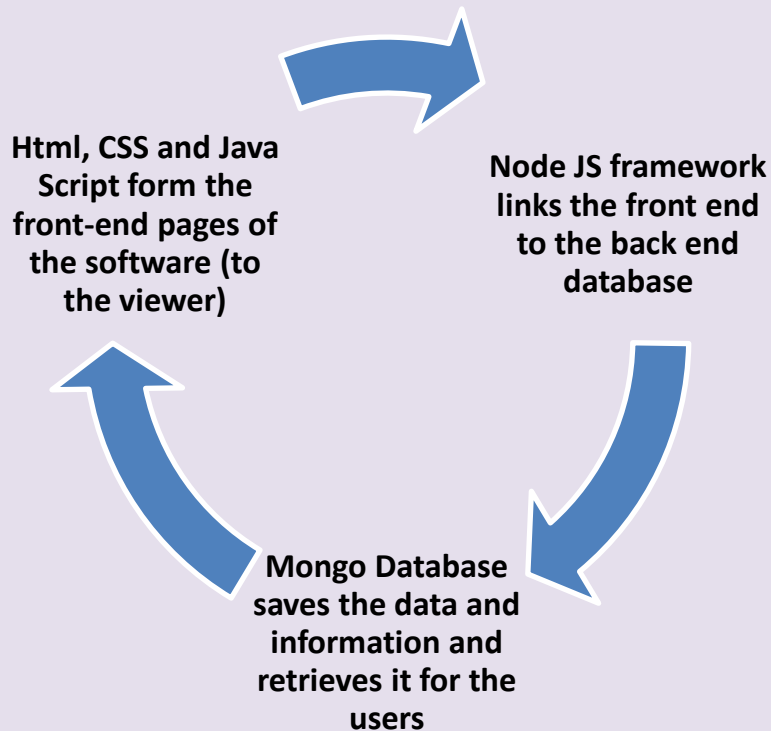 Html, CSS and Java
Script form the
front-end pages of
the software (to
the viewer)
Node JS framework
links the front end
to the back end
database
Mongo Database
saves the data and
information and
retrieves it for the
users